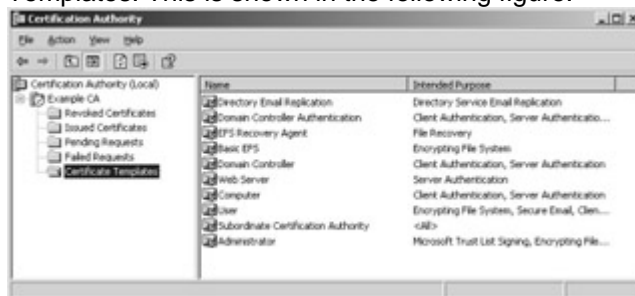 Templates. This is shown in the following figure.
Certification Authority
File Action View Help
Certification Authority (Local)
Example CA
Revoked Certificates
Issued Certificates
Pending Requests
Failed Requests
Certificate Templates
Name Intended Purpose
Directory Email Replication Directory Service Email Replication
Domain Controller Authentication Client Authentication, Server Authenticatio...
EFS Recovery Agent File Recovery
Basic EFS Encrypting File System
Domain Controller Client Authentication, Server Authentication
Web Server Server Authentication
Computer Client Authentication, Server Authentication
User Encrypting File System, Secure Email, Clien...
Subordinate Certification Authority <All>
Administrator Microsoft Trust List Signing, Encrypting File...